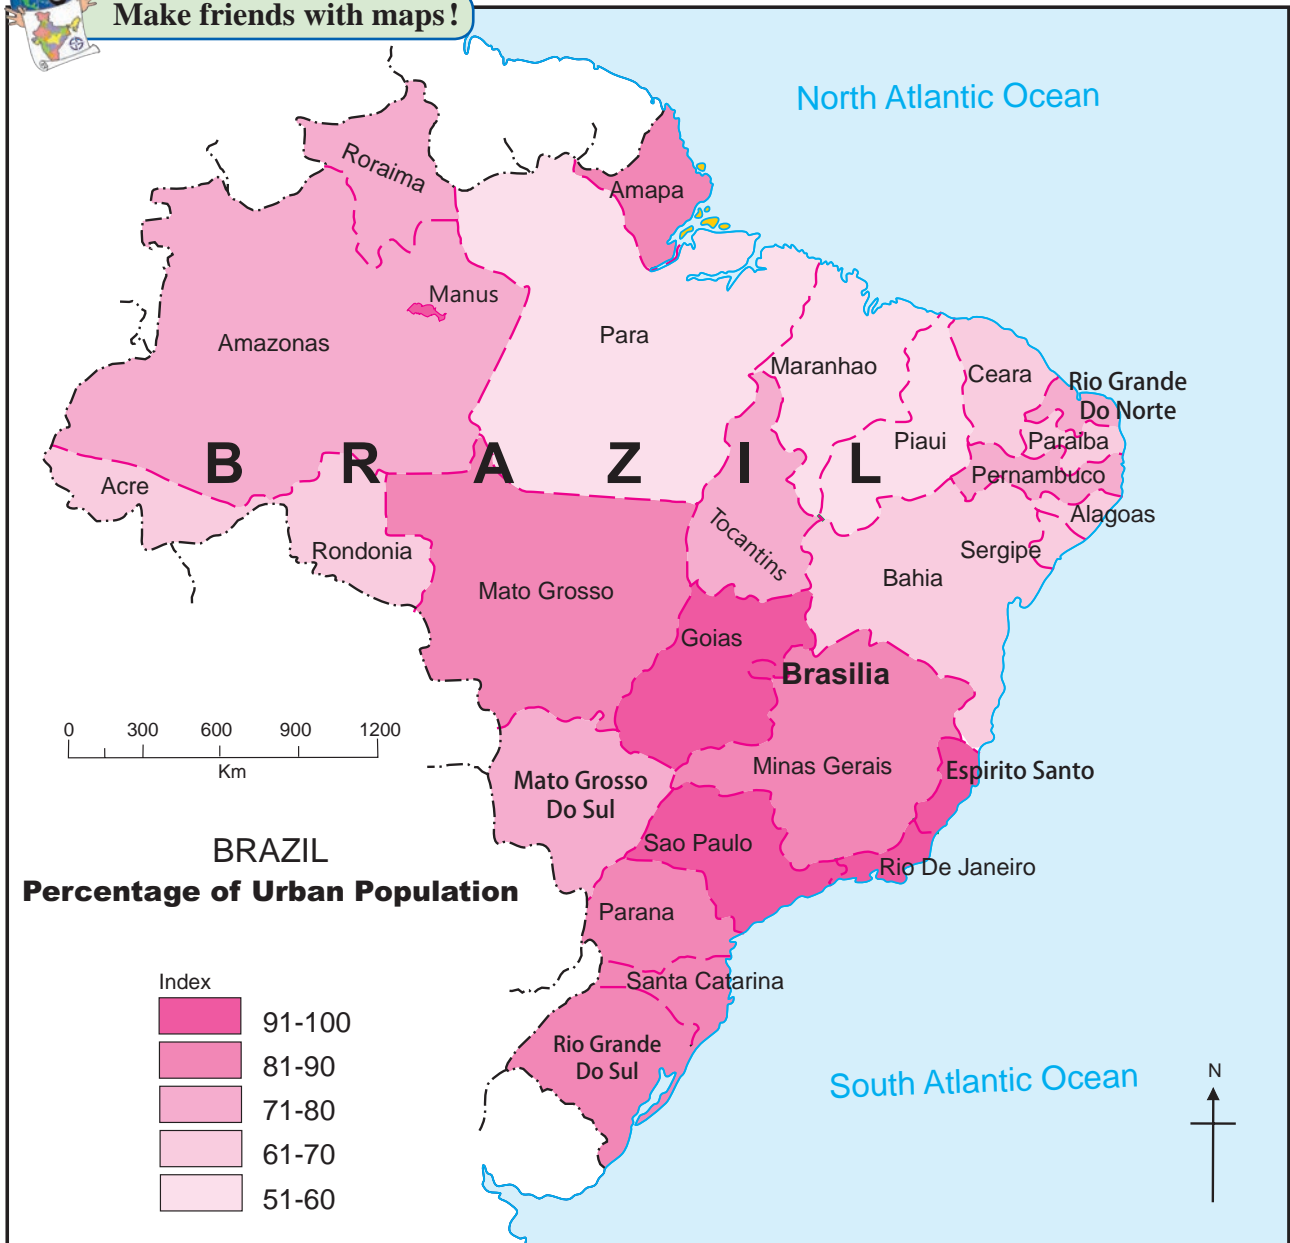 Make friends with maps!
North Atlantic Ocean
Roraima
Amapa
Manus
Amazonas
Para
Maranhao
Ceara
Rio Grande
Do Norte
Piaui
Paraiba
BRAZIL
Pernambuco
Acre
Alagoas
Tocantins
Sergipe
Rondonia
Bahia
Mato Grosso
Goias
Brasilia
0 300 600 900 1200
Km
Minas Gerais
Espirito Santo
Mato Grosso
Do Sul
Sao Paulo
Rio De Janeiro
BRAZIL
Percentage of Urban Population
Parana
Santa Catarina
Index
91-100
81-90
71-80
61-70
51-60
Rio Grande
Do Sul
South Atlantic Ocean
N